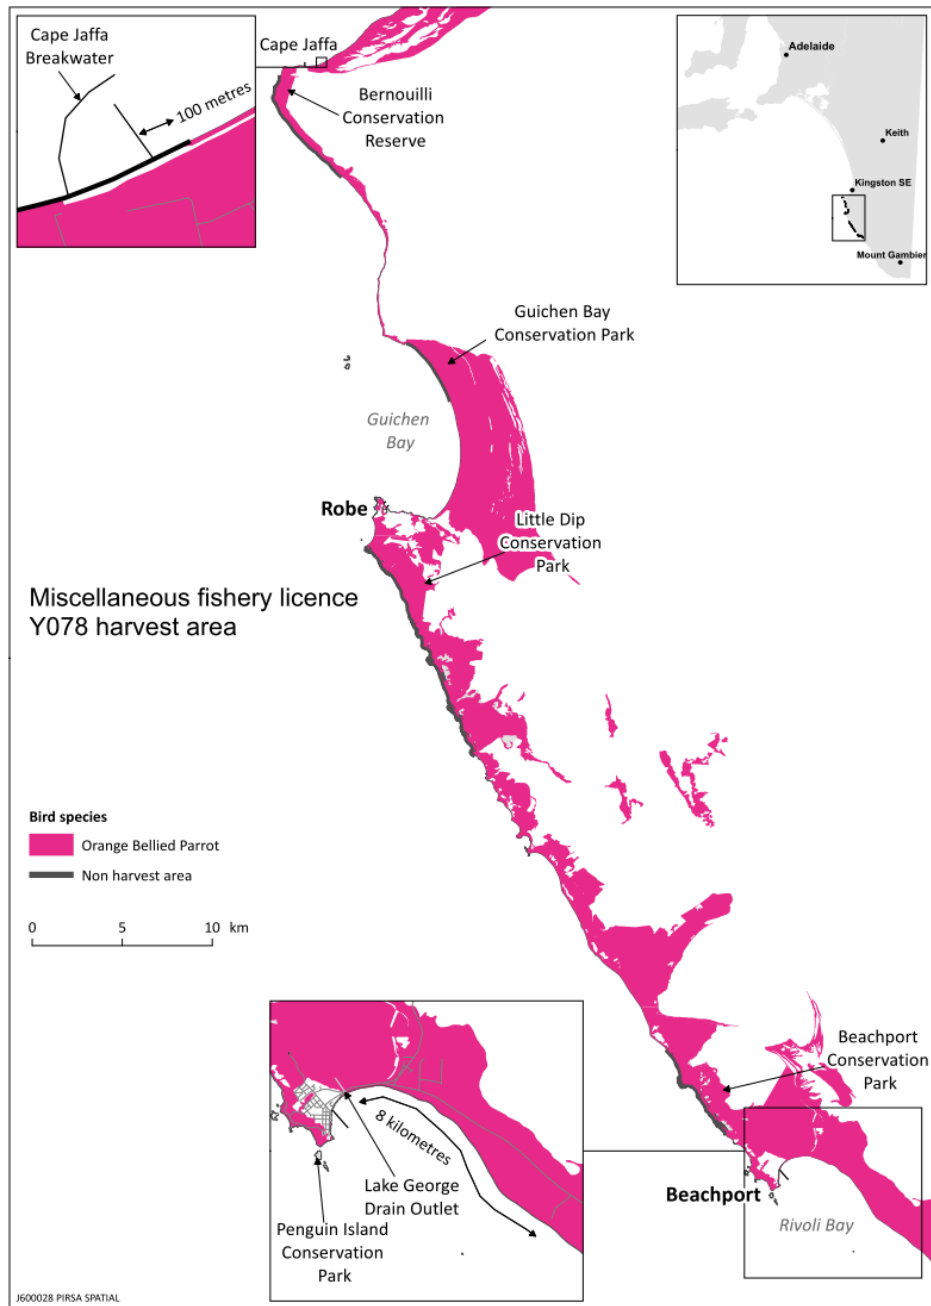 Cape Jaffa
Breakwater
100 metres
Cape Jaffa
Bernouilli
Conservation
Reserve
Adelaide
Keith
Kingston SE
Mount Gambier
Guichen Bay
Conservation Park
Guichen
Bay
Robe
Little Dip
Conservation
Park
Miscellaneous fishery licence
Y078 harvest area
Bird species
Orange Bellied Parrot
Non harvest area
0 5 10 km
Beachport
Conservation
Park
8 kilometres
Lake George
Drain Outlet
Penguin Island
Conservation
Park
Beachport
Rivoli Bay
J600028 PIRSA SPATIAL